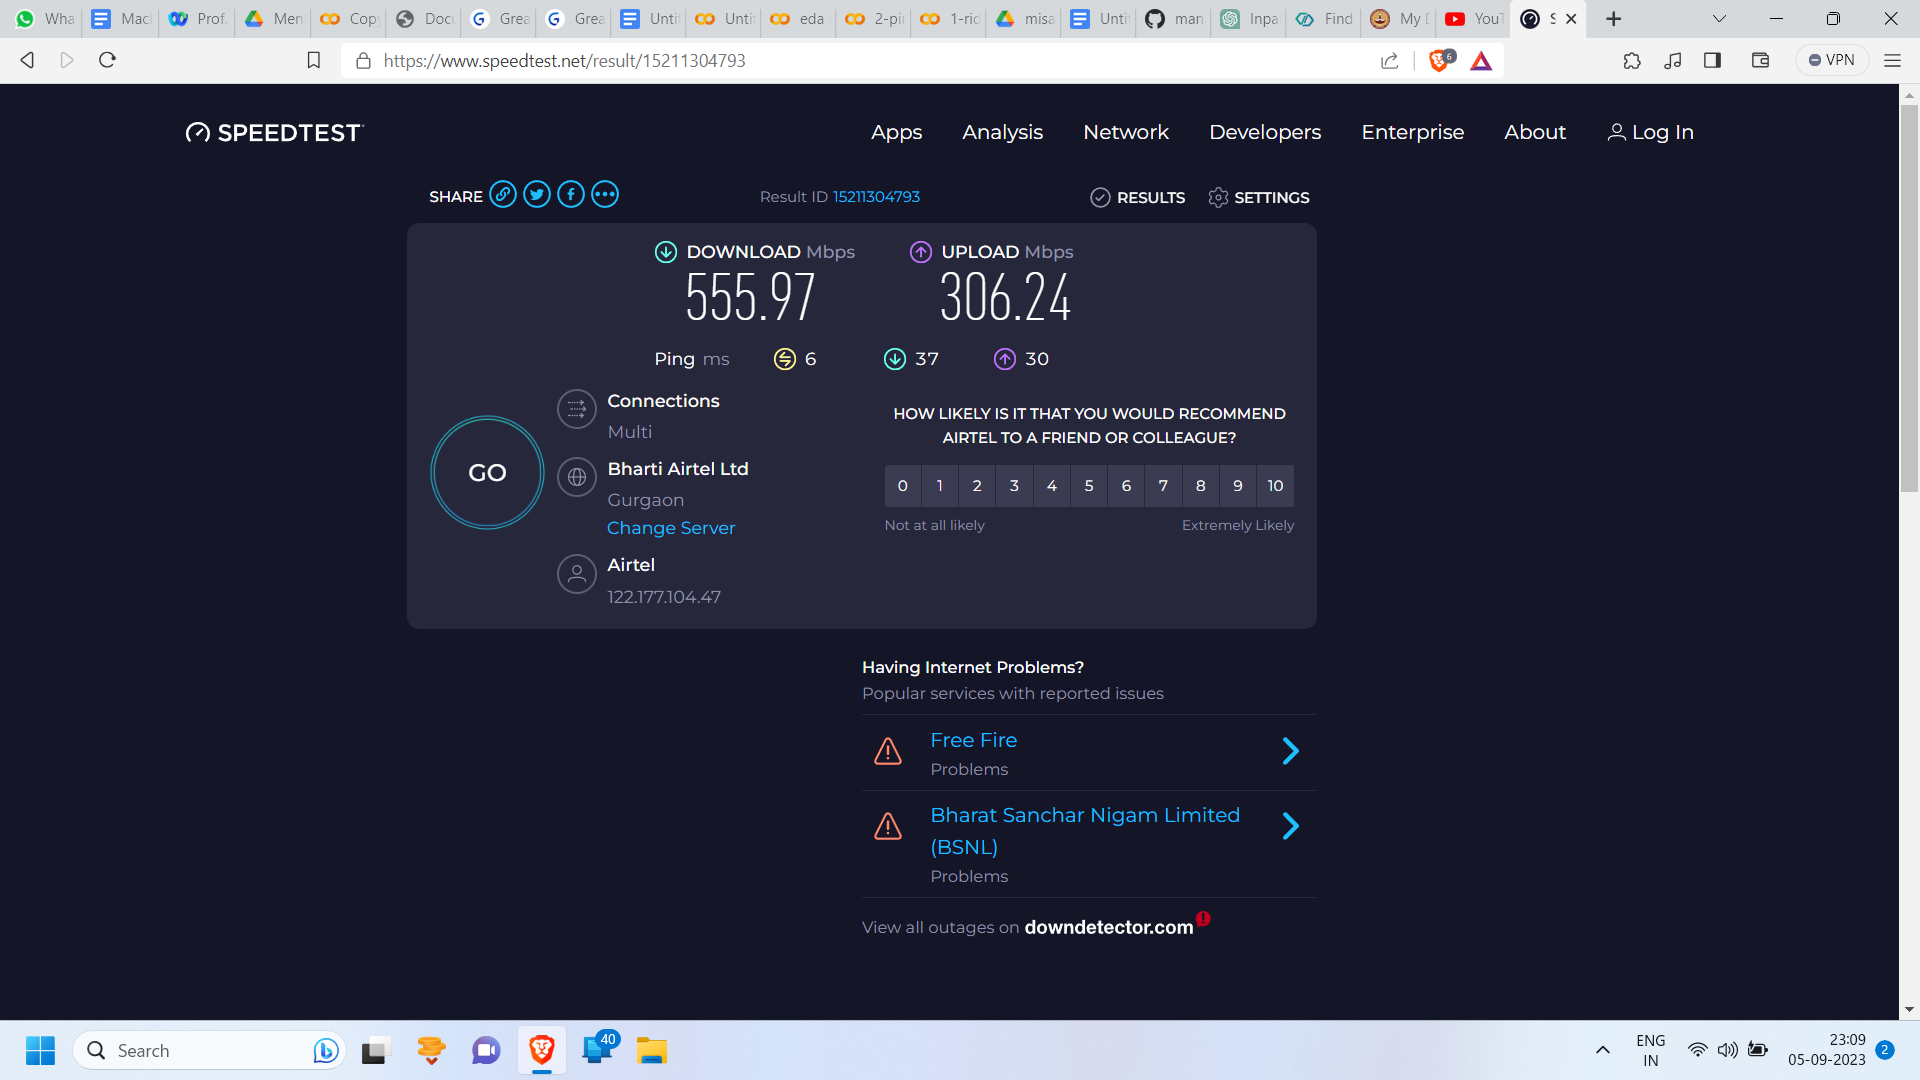 Wha
Mac
Prof.
Men
Copy
Docu
Grea
Grea
Unti
Unti
eda
2-pi
1-ric
misa
Unti
man
Inpa
Find
My D
YouT
S
https://www.speedtest.net/result/15211304793
6
VPN
SPEEDTEST
Apps
Analysis
Network
Developers
Enterprise
About
Log In
SHARE
Result ID 15211304793
RESULTS
SETTINGS
DOWNLOAD Mbps
555.97
UPLOAD Mbps
306.24
Ping ms
6
37
30
GO
Connections
Multi
Bharti Airtel Ltd
Gurgaon
Change Server
Airtel
122.177.104.47
HOW LIKELY IS IT THAT YOU WOULD RECOMMEND
AIRTEL TO A FRIEND OR COLLEAGUE?
0 1 2 3 4 5 6 7 8 9 10
Not at all likely
Extremely Likely
Having Internet Problems?
Popular services with reported issues
Free Fire
Problems
Bharat Sanchar Nigam Limited
(BSNL)
Problems
View all outages on downdetector.com
Search
40
ENG
IN
23:09
05-09-2023
2